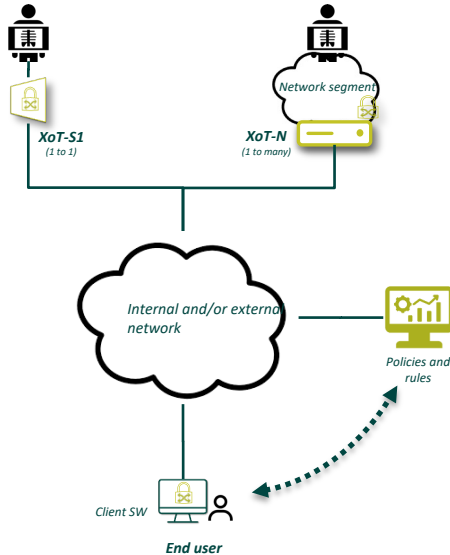 Network segment
XoT-S1
(1 to 1)
XoT-N
(1 to many)
Internal and/or external
network
Policies and
rules
Client SW
End user